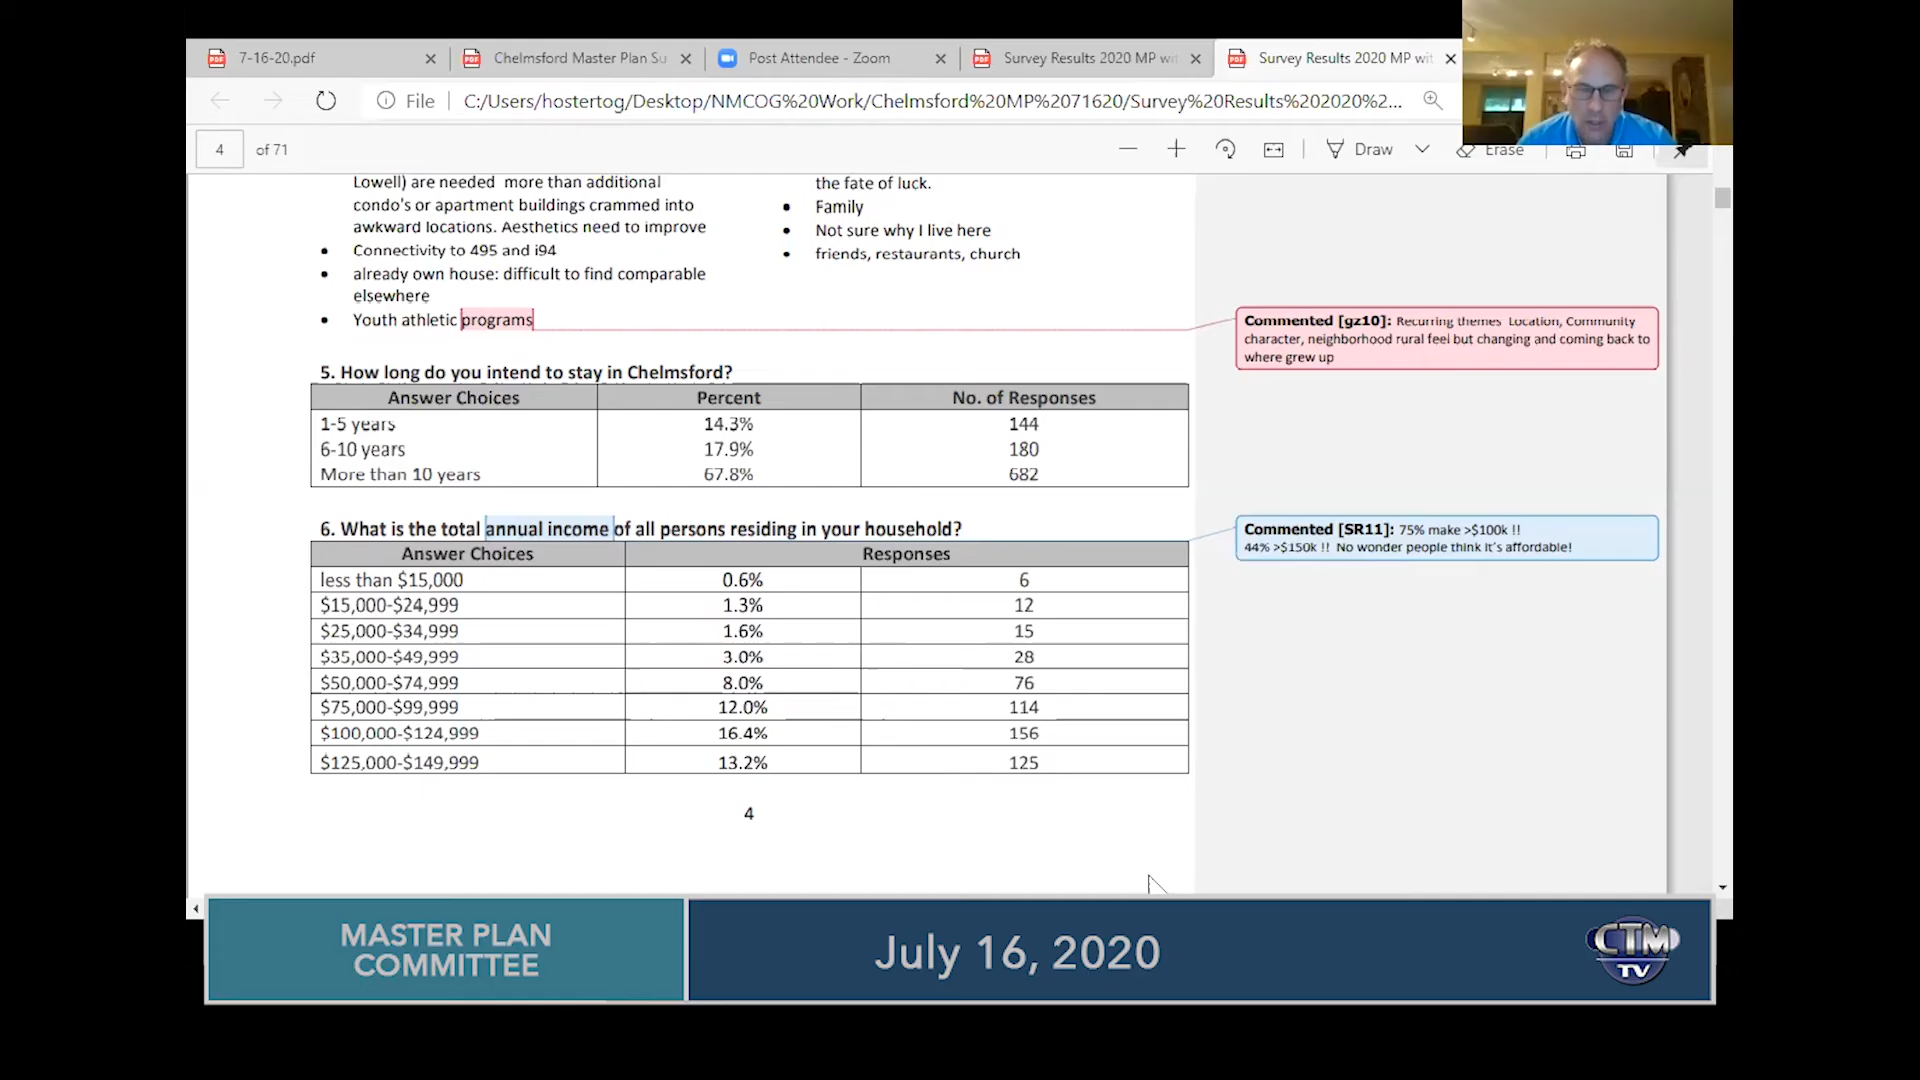 7-16-20.pdf
Chelmsford Master Plan Su
Post Attendee - Zoom
Survey Results 2020 MP wit
Survey Results 2020 MP wit
File
C:/Users/hostertog/Desktop/NMCOG%20Work/Chelmsford%20MP%2071620/Survey%20Results%202020%2...
4 of 71
Draw
Erase
Lowell) are needed more than additional
condo's or apartment buildings crammed into
awkward locations. Aesthetics need to improve
• Connectivity to 495 and i94
• already own house: difficult to find comparable
elsewhere
• Youth athletic programs
the fate of luck.
• Family
• Not sure why I live here
• friends, restaurants, church
Commented [gz10]: Recurring themes Location, Community
character, neighborhood rural feel but changing and coming back to
where grew up
5. How long do you intend to stay in Chelmsford?
Answer Choices Percent No. of Responses
1-5 years 14.3% 144
6-10 years 17.9% 180
More than 10 years 67.8% 682
6. What is the total annual income of all persons residing in your household?
Commented [SR11]: 75% make >$100k !!
44% >$150k !! No wonder people think it's affordable!
Answer Choices Responses
less than $15,000 0.6% 6
$15,000-$24,999 1.3% 12
$25,000-$34,999 1.6% 15
$35,000-$49,999 3.0% 28
$50,000-$74,999 8.0% 76
$75,000-$99,999 12.0% 114
$100,000-$124,999 16.4% 156
$125,000-$149,999 13.2% 125
4
MASTER PLAN
COMMITTEE
July 16, 2020
CTM
TV